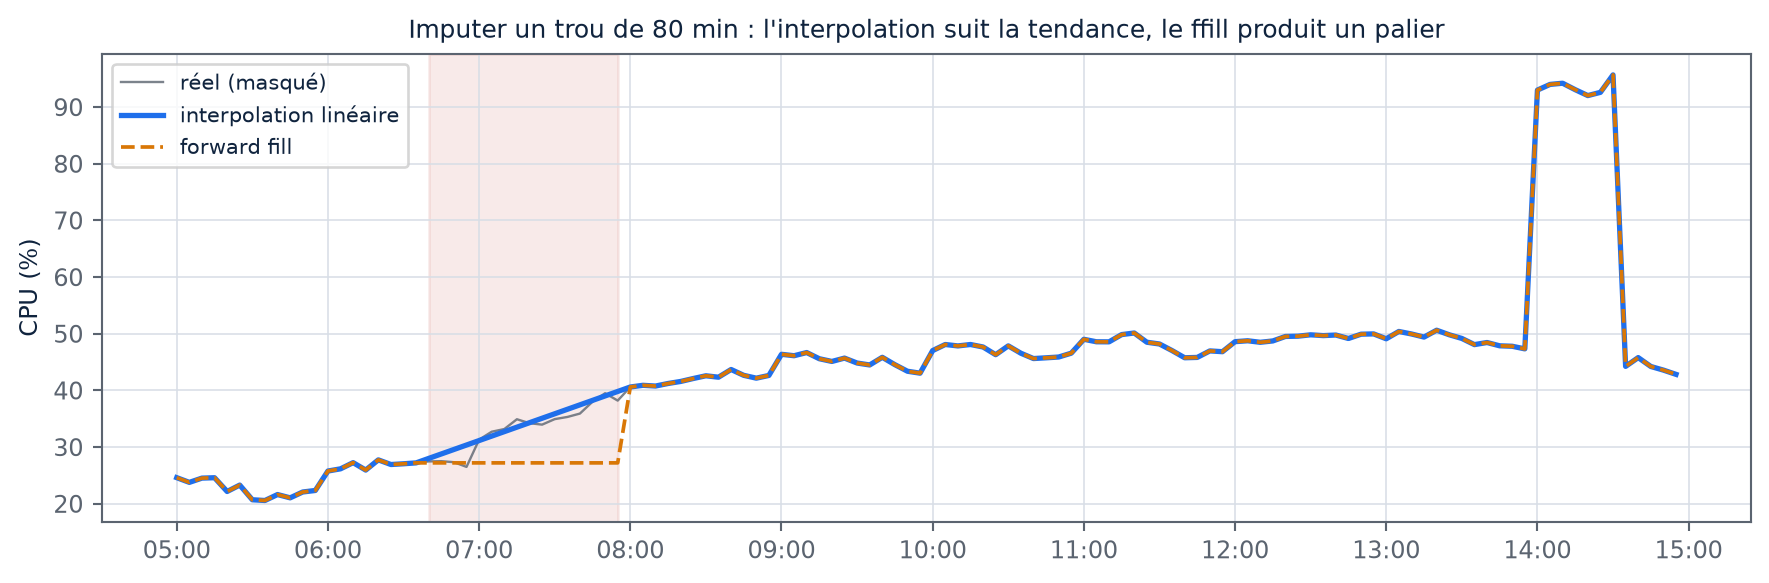 Imputer un trou de 80 min : l'interpolation suit la tendance, le ffill produit un palier
réel (masqué)
interpolation linéaire
forward fill
CPU (%)
90
80
70
60
50
40
30
20
05:00 06:00 07:00 08:00 09:00 10:00 11:00 12:00 13:00 14:00 15:00